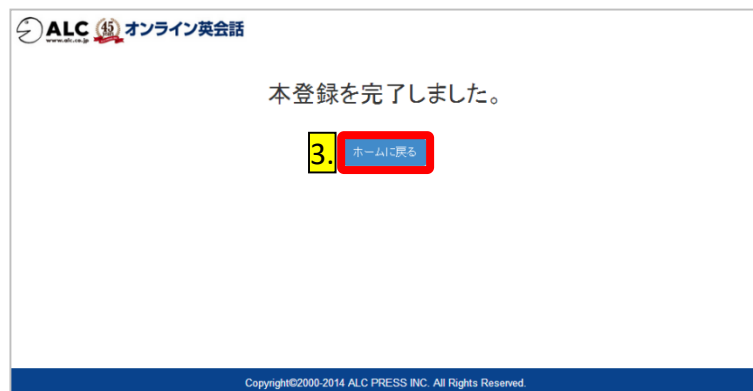 ALC 45 オンライン英会話
www.alc.co.jp
本登録を完了しました。
3. ホームに戻る
Copyright©2000-2014 ALC PRESS INC. All Rights Reserved.